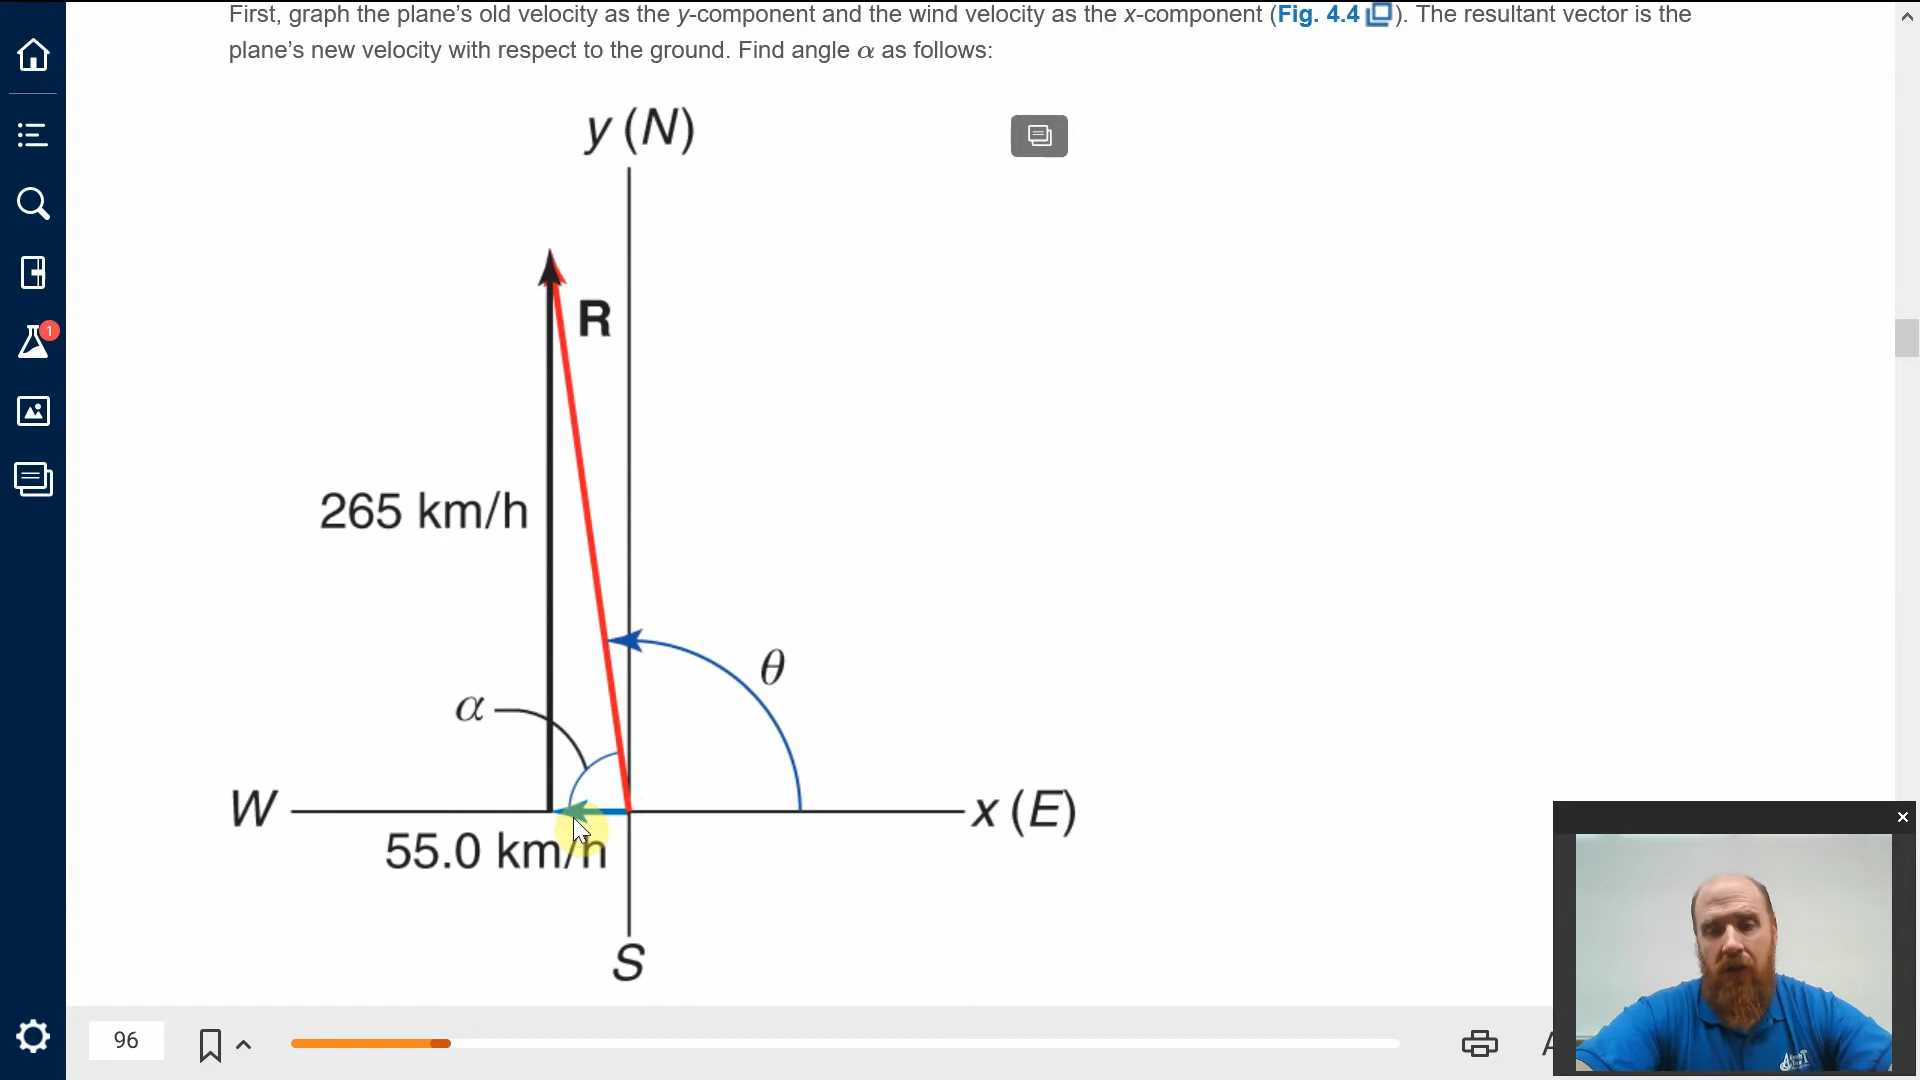 First, graph the plane's old velocity as the y-component and the wind velocity as the x-component (Fig. 4.4). The resultant vector is the
plane's new velocity with respect to the ground. Find angle α as follows:
y (N)
R
265 km/h
θ
α
W
x (E)
55.0 km/h
S
1
96